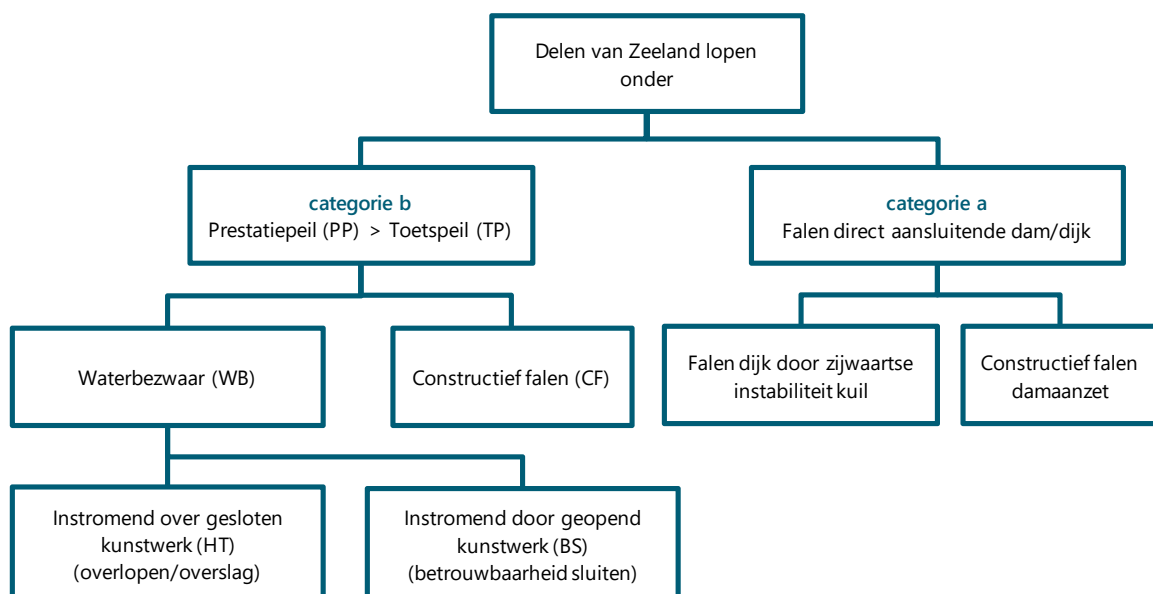 Delen van Zeeland lopen
onder
categorie b
Prestatiepeil (PP) > Toetspeil (TP)
categorie a
Falen direct aansluitende dam/dijk
Waterbezwaar (WB)
Constructief falen (CF)
Falen dijk door zijwaartse
instabiliteit kuil
Constructief falen
damaanzet
Instromend over gesloten
kunstwerk (HT)
(overlopen/overslag)
Instromend door geopend
kunstwerk (BS)
(betrouwbaarheid sluiten)